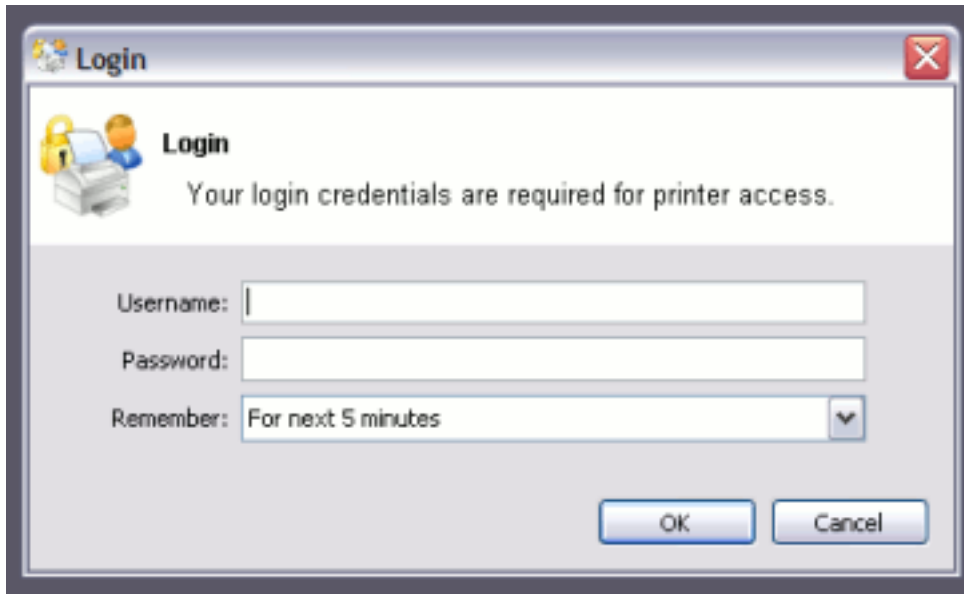 Login
Login
Your login credentials are required for printer access.
Username:
Password:
Remember: For next 5 minutes
OK Cancel